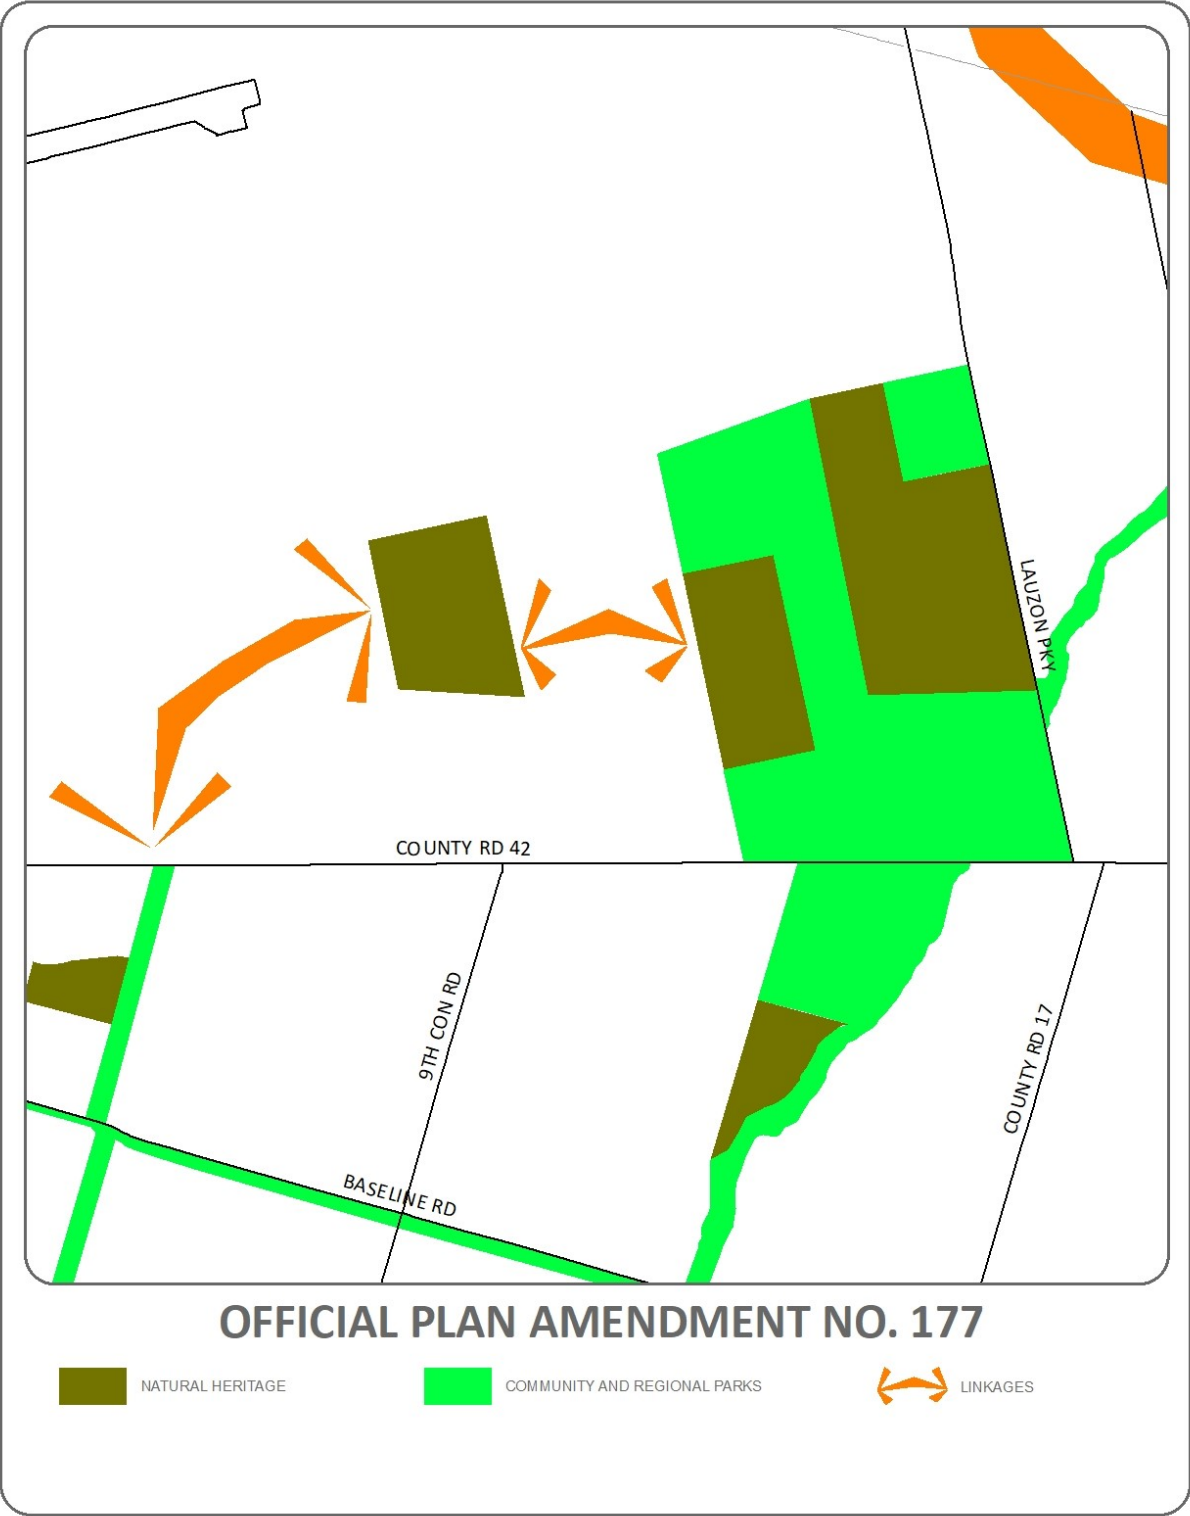 LAUZON PKY
COUNTY RD 42
9TH CON RD
COUNTY RD 17
BASELINE RD
OFFICIAL PLAN AMENDMENT NO. 177
NATURAL HERITAGE
COMMUNITY AND REGIONAL PARKS
LINKAGES